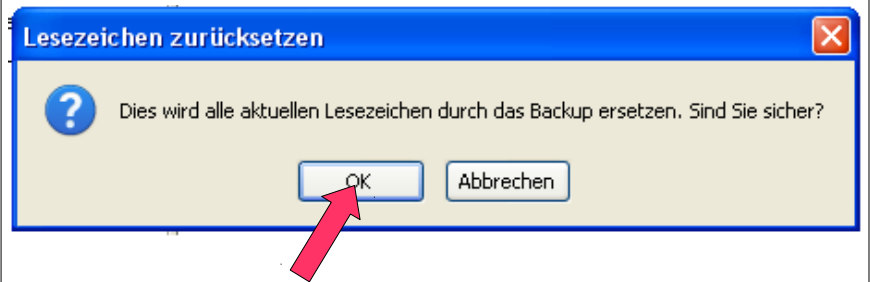 Lesezeichen zurücksetzen
Dies wird alle aktuellen Lesezeichen durch das Backup ersetzen. Sind Sie sicher?
OK
Abbrechen